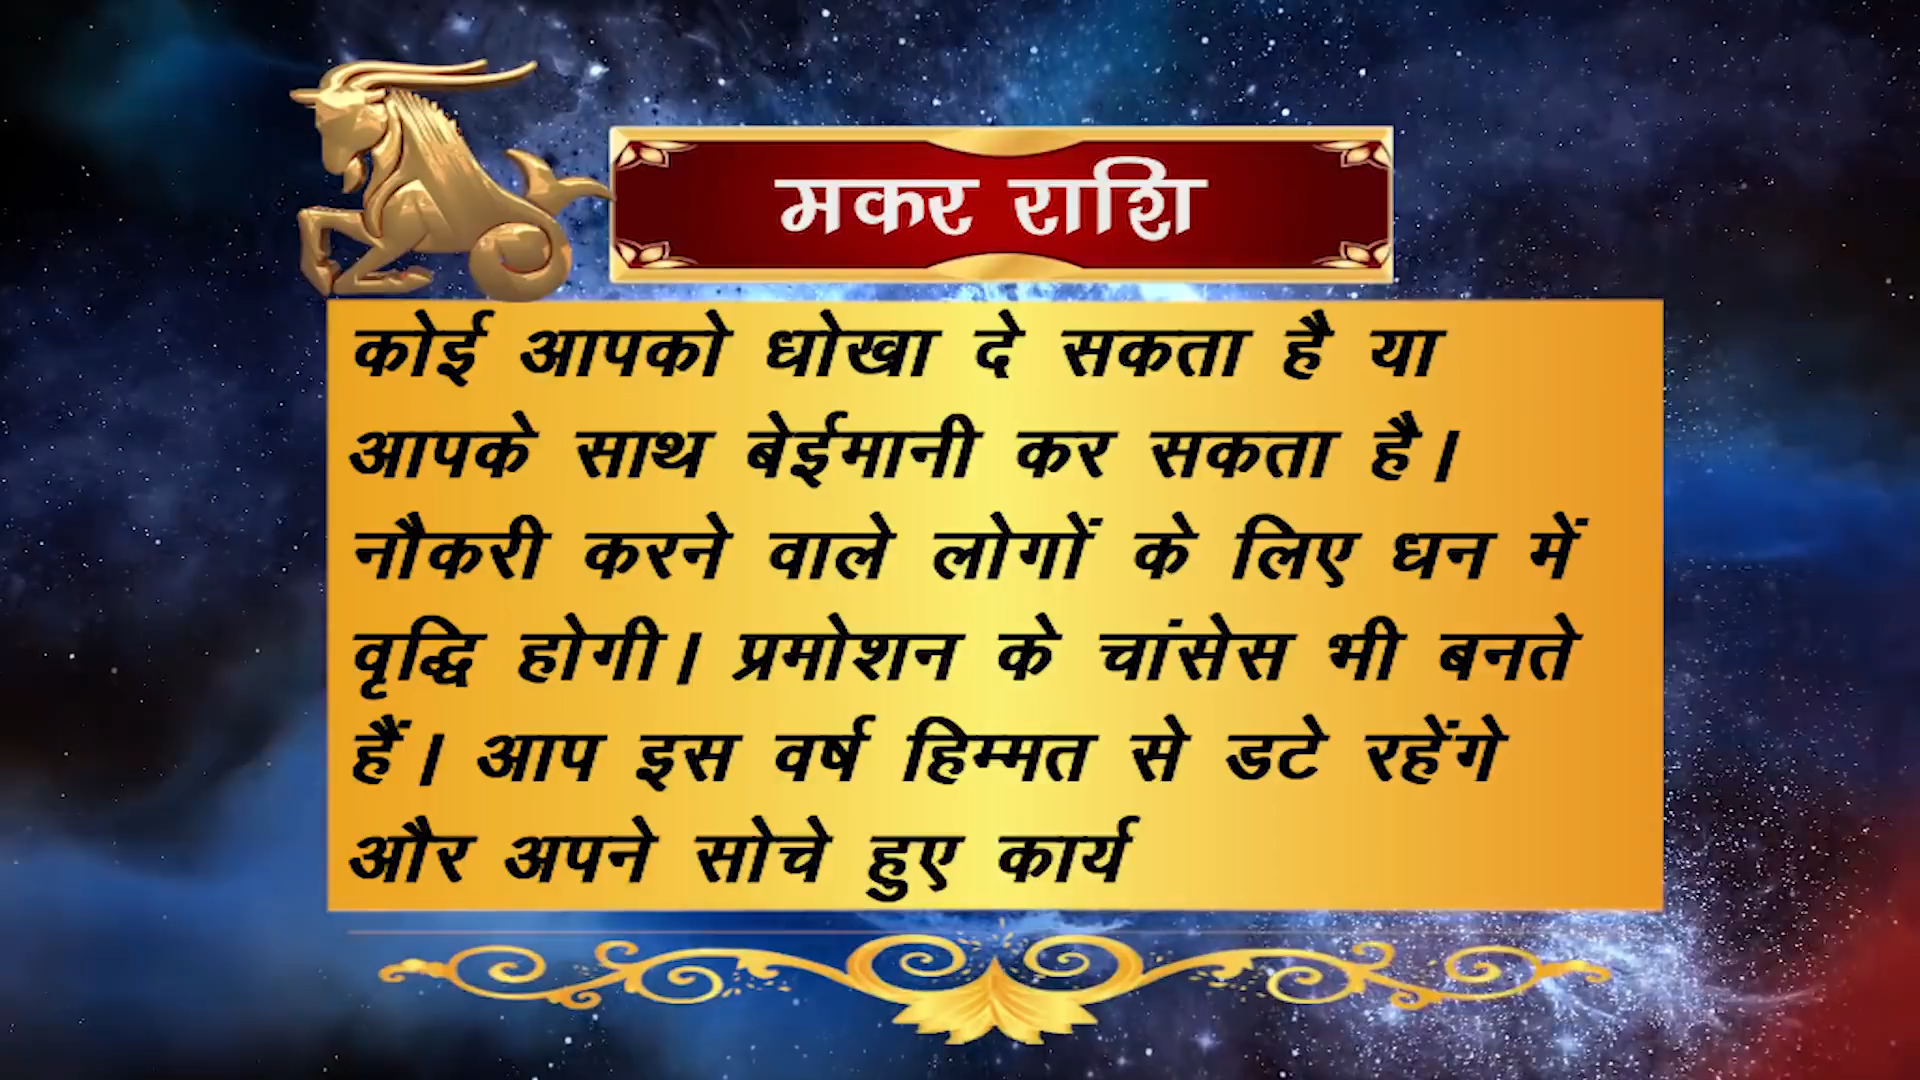 मकर राशि
कोई आपको धोखा दे सकता है या
आपके साथ बेईमानी कर सकता है।
नौकरी करने वाले लोगों के लिए धन में
वृद्धि होगी। प्रमोशन के चांसेस भी बनते
हैं। आप इस वर्ष हिम्मत से डटे रहेंगे
और अपने सोचे हुए कार्य